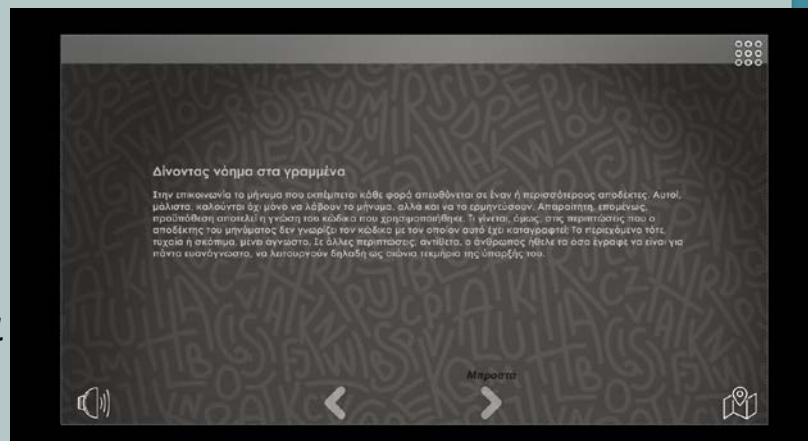 Δίνοντας νόημα στα γραμμένα
Στην επικοινωνία το μήνυμα που εκπέμπεται κάθε φορά απευθύνεται σε έναν ή περισσότερους αποδέκτες. Αυτοί,
μάλιστα, καλούνται όχι μόνο να λάβουν το μήνυμα, αλλά και να το ερμηνεύσουν. Απαραίτητη, επομένως,
προϋπόθεση αποτελεί η γνώση του κώδικα που χρησιμοποιήθηκε. Τι γίνεται, όμως, στις περιπτώσεις που ο
αποδέκτης του μηνύματος δεν γνωρίζει τον κώδικα με τον οποίον αυτό έχει καταγραφτεί; Το περιεχόμενο τότε,
τυχαία ή σκόπιμα, μένει άγνωστο. Σε άλλες περιπτώσεις, αντίθετα, ο άνθρωπος ήθελε τα όσα έγραφε να είναι για
πάντα ευανάγνωστα, να λειτουργούν δηλαδή ως αιώνια τεκμήρια της ύπαρξής του.
Μπροστα